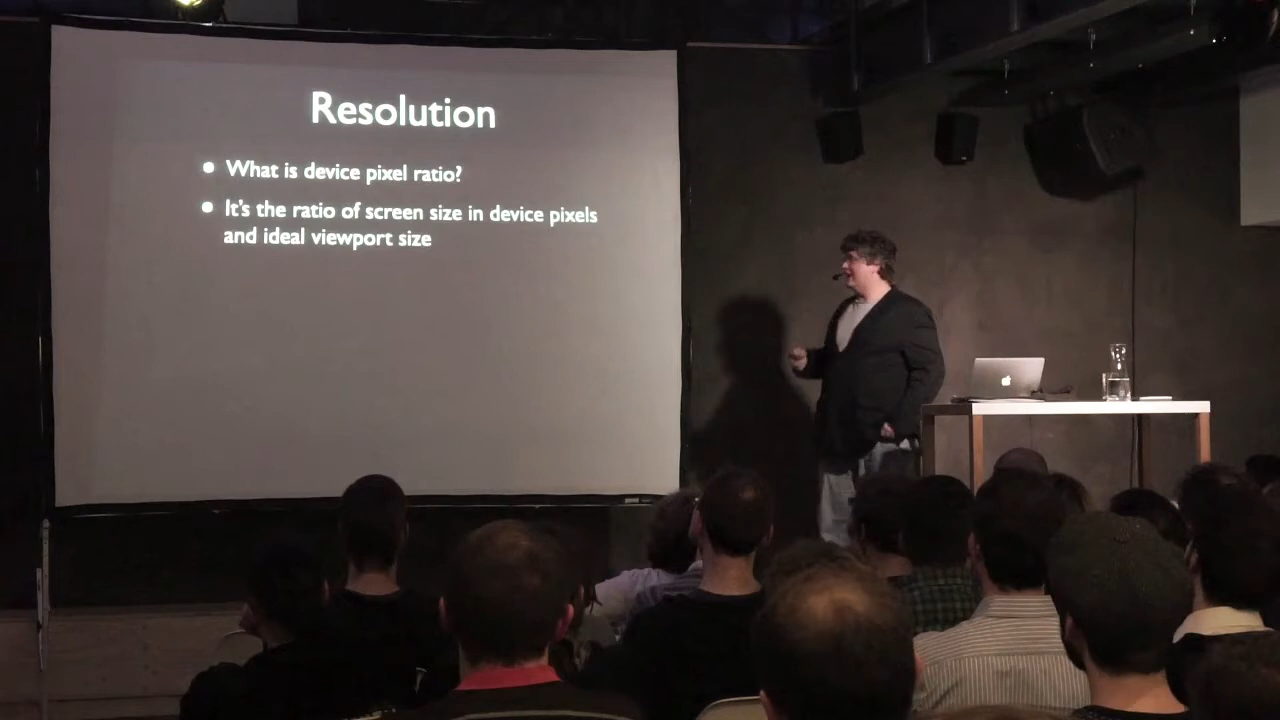 Resolution
What is device pixel ratio?
It's the ratio of screen size in device pixels
and ideal viewport size